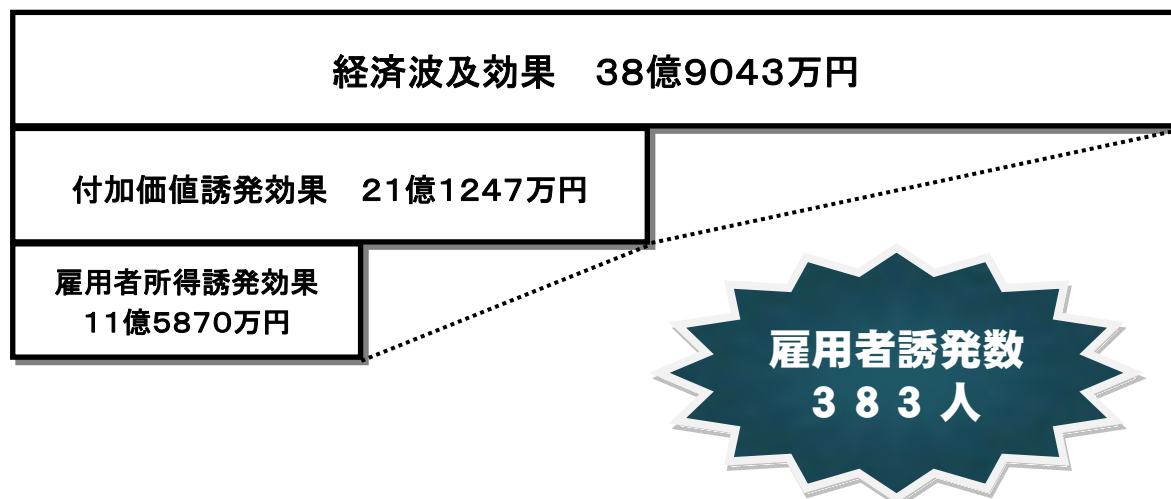 経済波及効果　38億9043万円
付加価値誘発効果　21億1247万円
雇用者所得誘発効果
11億5870万円
雇用者誘発数
３８３人